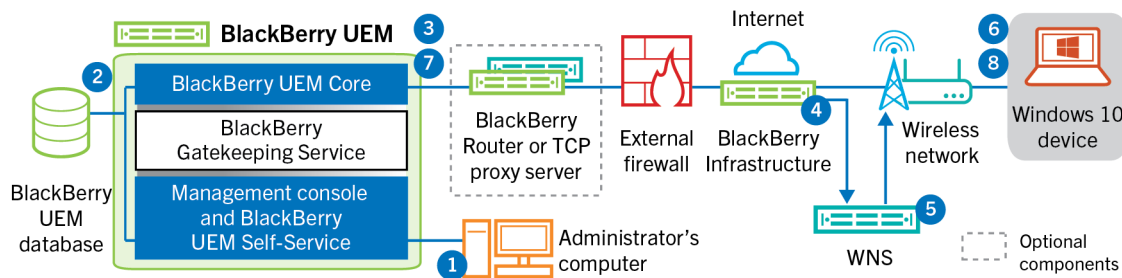 BlackBerry UEM
3
Internet
6
2
7
8
BlackBerry UEM Core
4
BlackBerry
Gatekeeping Service
BlackBerry
Router or TCP
proxy server
External
firewall
BlackBerry
Infrastructure
Wireless
network
Windows 10
device
BlackBerry
UEM
database
Management console
and BlackBerry
UEM Self-Service
5
WNS
1
Administrator’s
computer
Optional
components